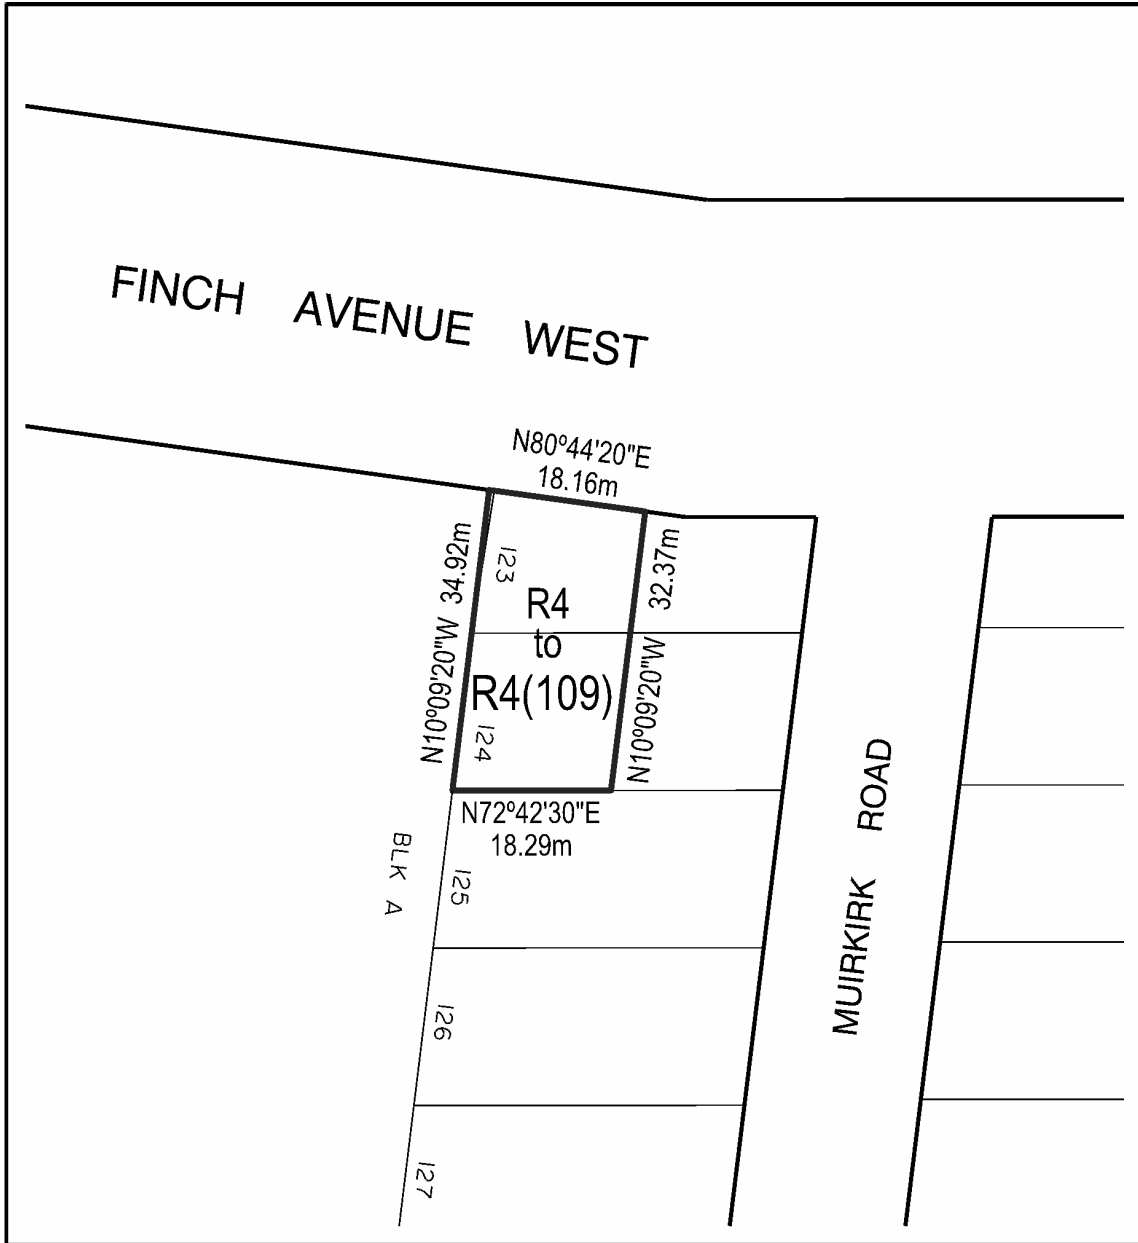 FINCH AVENUE WEST
N80º44'20"E
18.16m
N10º09'20"W 34.92m
32.37m
N10º09'20"W
123
R4
to
R4(109)
124
N72º42'30"E
18.29m
BLK A
125
126
127
MUIRKIRK ROAD